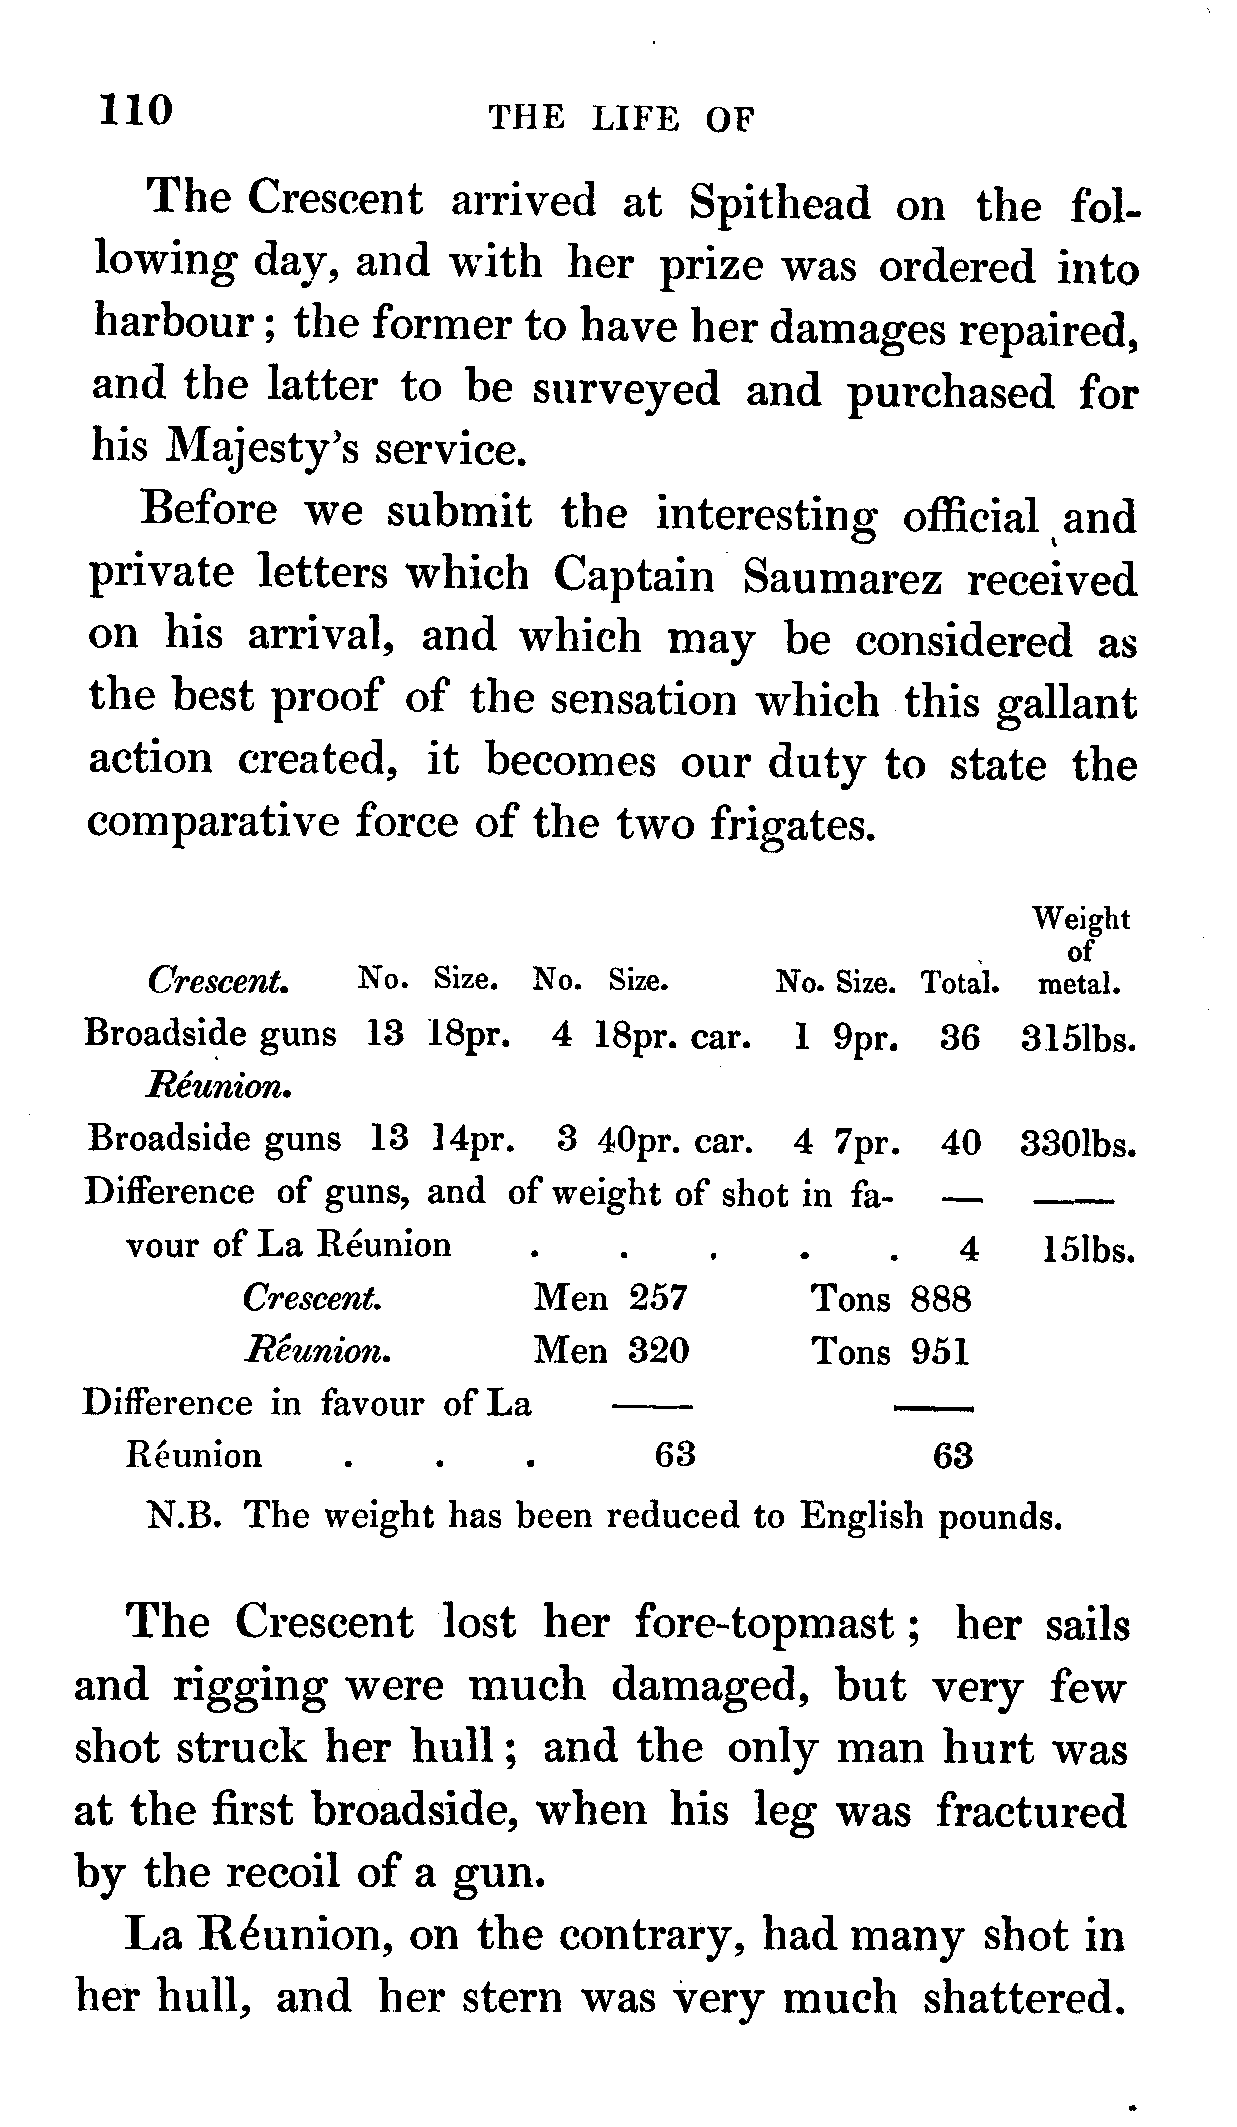 110 THE LIFE OF
The Crescent arrived at Spithead on the fol-
lowing day, and with her prize was ordered into
harbour; the former to have her damages repaired,
and the latter to be surveyed and purchased for
his Majesty's service.
Before we submit the interesting official and
private letters which Captain Saumarez received
on his arrival, and which may be considered as
the best proof of the sensation which this gallant
action created, it becomes our duty to state the
comparative force of the two frigates.
Weight
of
Crescent. No. Size. No. Size. No. Size. Total. metal.
Broadside guns 13 18pr. 4 18pr. car. 1 9pr. 36 315lbs.
Réunion.
Broadside guns 13 14pr. 3 40pr. car. 4 7pr. 40 330lbs.
Difference of guns, and of weight of shot in fa- — ——
vour of La Réunion . . . . . 4 15lbs.
Crescent. Men 257 Tons 888
Réunion. Men 320 Tons 951
Difference in favour of La —— ——
Réunion . . . 63 63
N.B. The weight has been reduced to English pounds.
The Crescent lost her fore-topmast; her sails
and rigging were much damaged, but very few
shot struck her hull; and the only man hurt was
at the first broadside, when his leg was fractured
by the recoil of a gun.
La Réunion, on the contrary, had many shot in
her hull, and her stern was very much shattered.